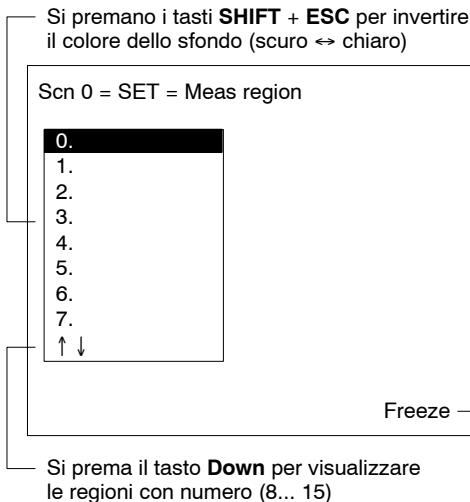 Si premano i tasti SHIFT + ESC per invertire
il colore dello sfondo (scuro ↔ chiaro)
Scn 0 = SET = Meas region
0.
1.
2.
3.
4.
5.
6.
7.
↑ ↓
Freeze
Si prema il tasto Down per visualizzare
le regioni con numero (8... 15)